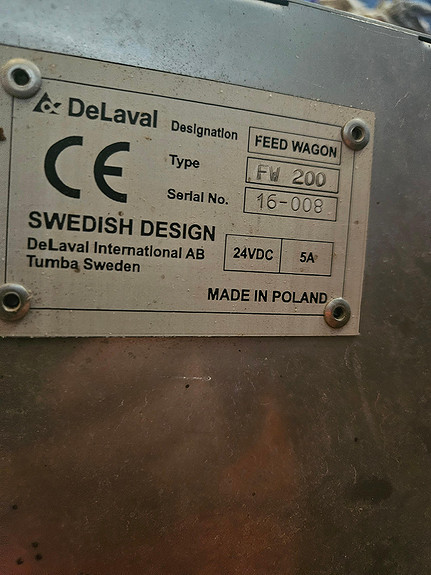 DeLaval
Designation FEED WAGON
Type FW 200
Serial No. 16-008
CE
SWEDISH DESIGN
DeLaval International AB
Tumba Sweden
24VDC 5A
MADE IN POLAND